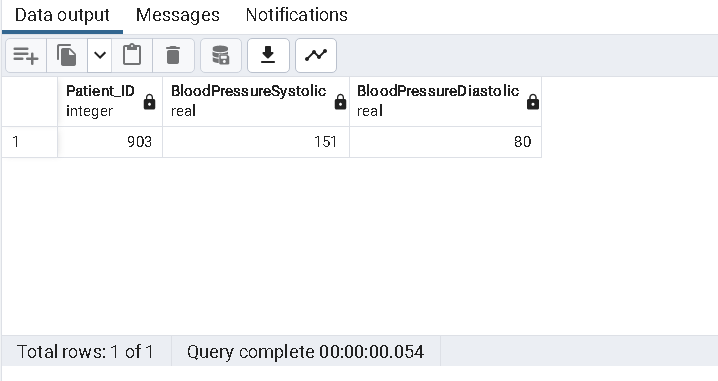 Data output Messages Notifications
Patient_ID BloodPressureSystolic BloodPressureDiastolic
integer real real
1 903 151 80
Total rows: 1 of 1 Query complete 00:00:00.054